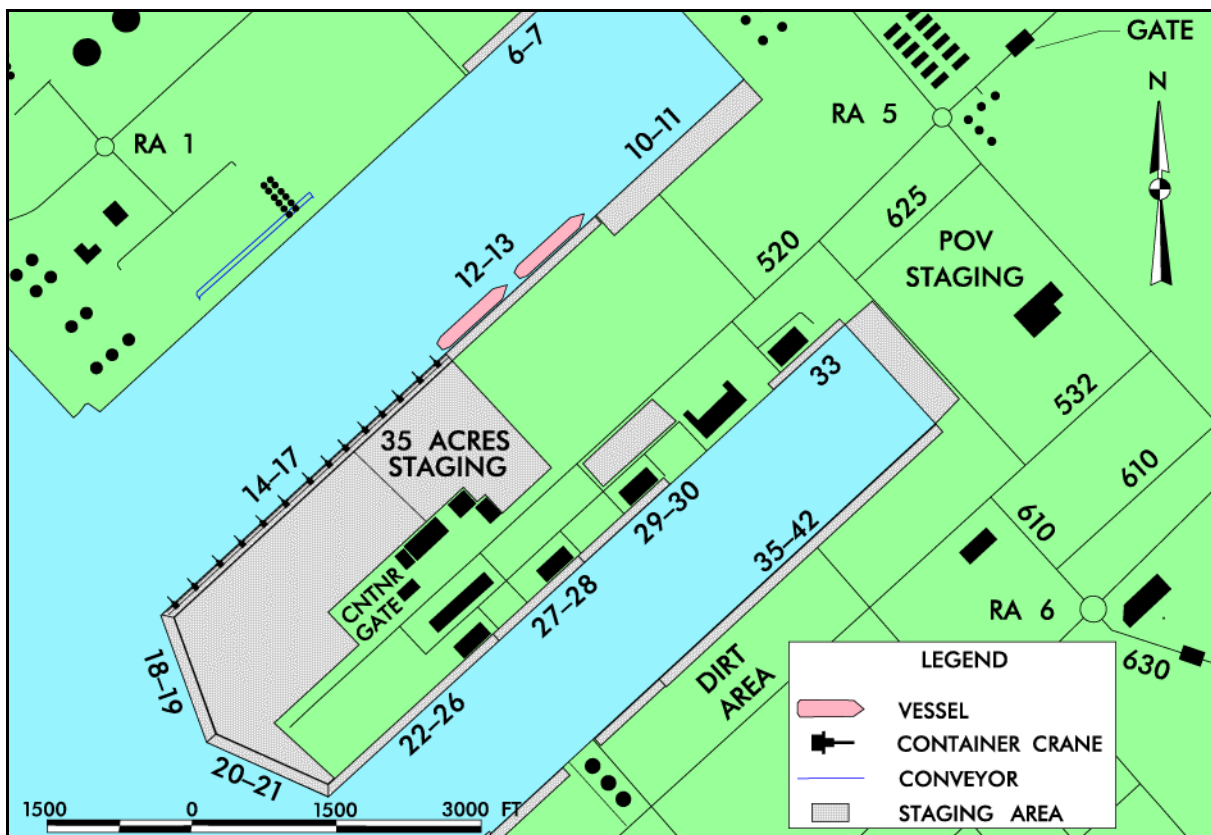 6–7
GATE
RA 1
10–11
RA 5
N
625
520
POV
STAGING
12–13
33
532
35 ACRES
STAGING
14–17
610
610
29–30
35–42
CNTNR
GATE
27–28
RA 6
18–19
DIRT
AREA
630
22–26
20–21
LEGEND
VESSEL
CONTAINER CRANE
CONVEYOR
STAGING AREA
1500 0 1500 3000 FT